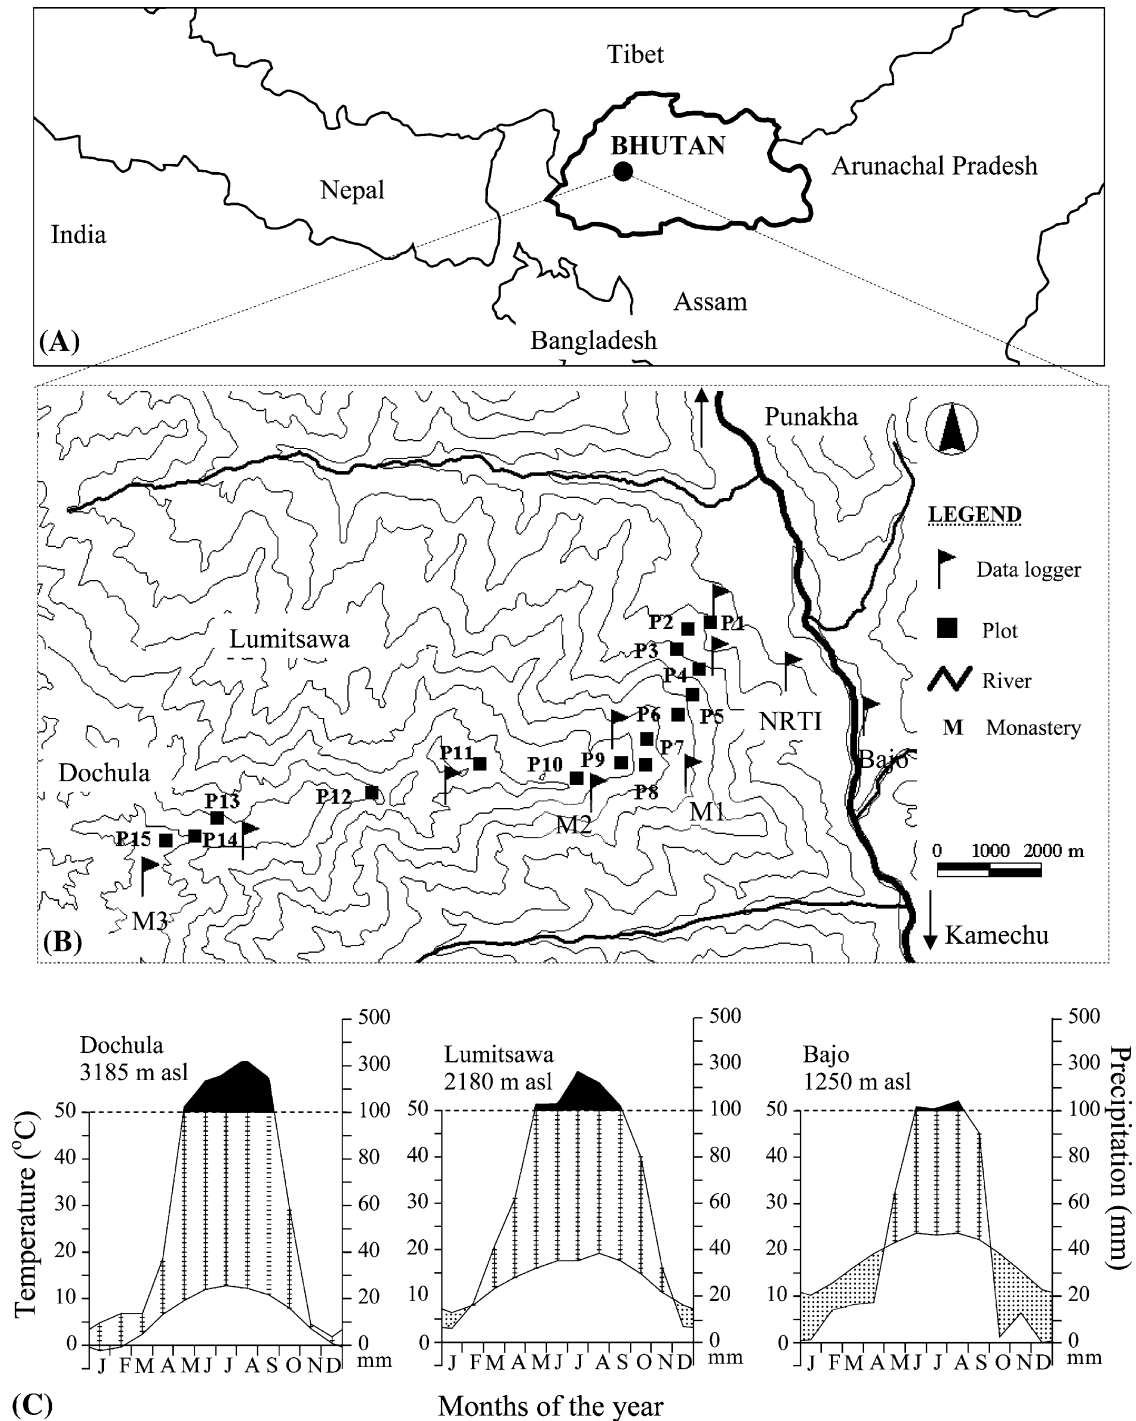 Tibet
BHUTAN
Arunachal Pradesh
Nepal
India
Assam
(A)
Bangladesh
Punakha
LEGEND
Data logger
P2
P1
Plot
Lumitsawa
P3
P4
River
P6
P5
NRTI
M Monastery
P11
P9
P7
Bajo
Dochula
P10
P12
P8
P13
M1
M2
P15
P14
0 1000 2000 m
M3
(B)
Kamechu
500
500
500
Dochula
3185 m asl
Lumitsawa
2180 m asl
Bajo
1250 m asl
300
300
300
50
100
50
100
50
100
40
80
40
80
40
80
30
60
30
60
30
60
20
40
20
40
20
40
10
20
10
20
10
20
0
0
0
0
0
0
J F M A M J J A S O N D
mm
J F M A M J J A S O N D
mm
J F M A M J J A S O N D
mm
Temperature (°C)
Precipitation (mm)
(C)
Months of the year